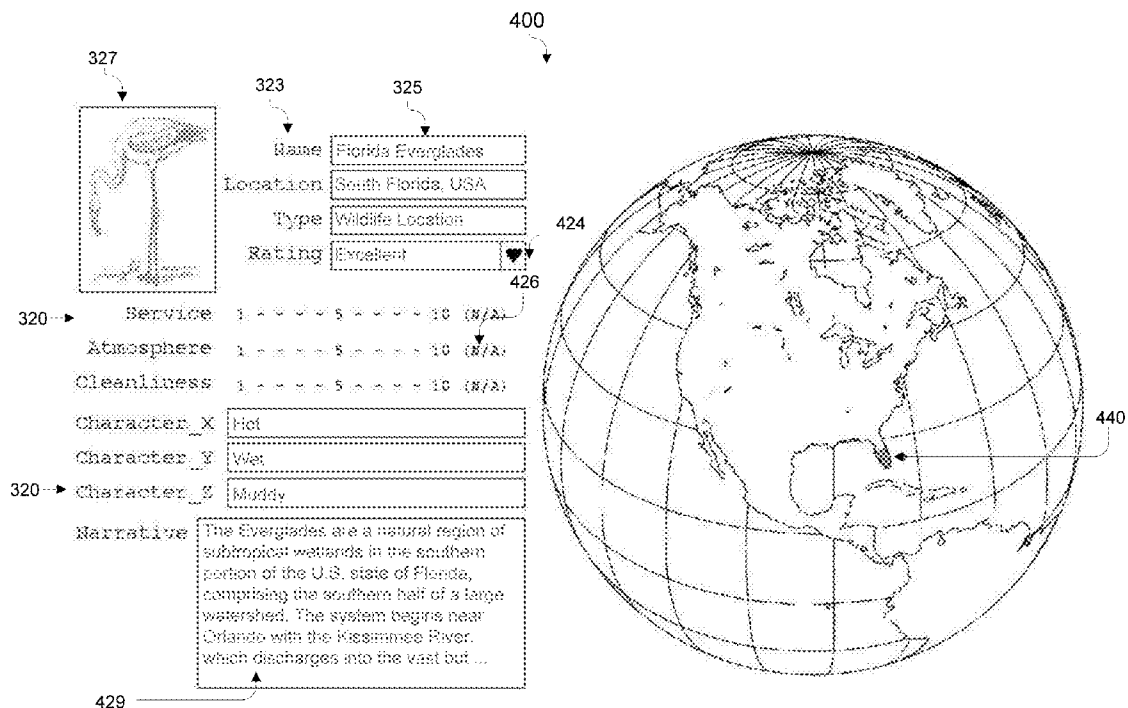 400
327
323
325
Name Florida Everglades
Location South Florida, USA
Type Wildlife Location
Rating Excellent
424
426
320
Service 1 - - - - 5 - - - - 10 (N/A)
Atmosphere 1 - - - - 5 - - - - 10 (N/A)
Cleanliness 1 - - - - 5 - - - - 10 (N/A)
Character_X Hot
Character_Y Wet
320
Character_Z Muddy
440
Narrative The Everglades are a natural region of
subtropical wetlands in the southern
portion of the U.S. state of Florida,
comprising the southern half of a large
watershed. The system begins near
Orlando with the Kissimmee River,
which discharges into the vast but ...
429